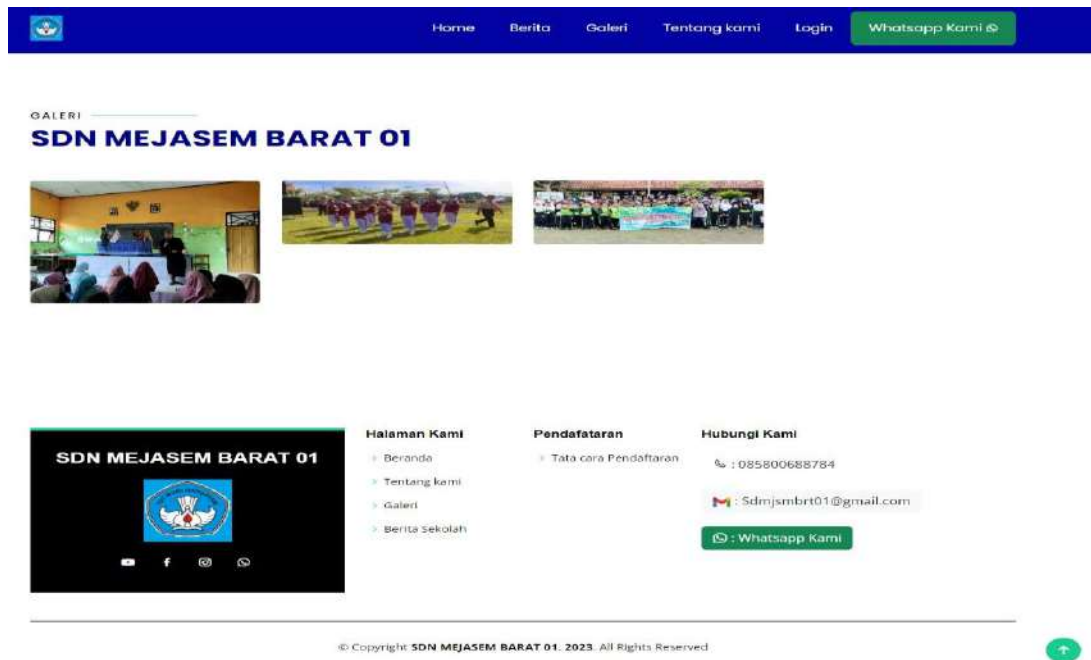 Home Berita Galeri Tentang kami Login Whatsapp Kami
GALERI
SDN MEJASEM BARAT 01
SDN MEJASEM BARAT 01
Halaman Kami
Beranda
Tentang kami
Galeri
Berita Sekolah
Pendafataran
Tata cara Pendaftaran
Hubungi Kami
: 085800688784
: Sdmjsmbrt01@gmail.com
: Whatsapp Kami
© Copyright SDN MEJASEM BARAT 01. 2023. All Rights Reserved